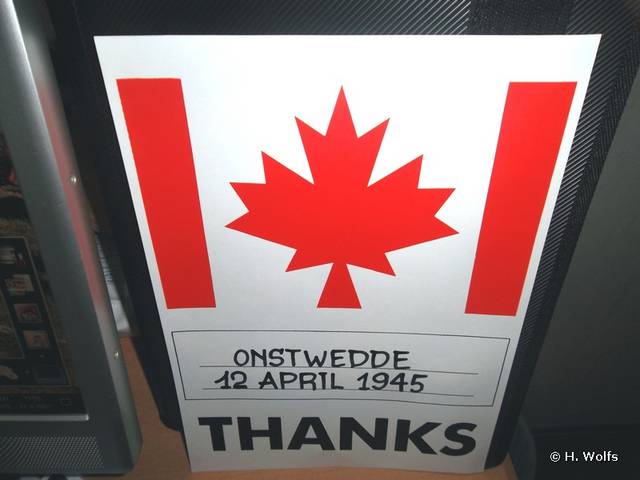 ONSTWEDDE
12 APRIL 1945
THANKS
© H. Wolfs